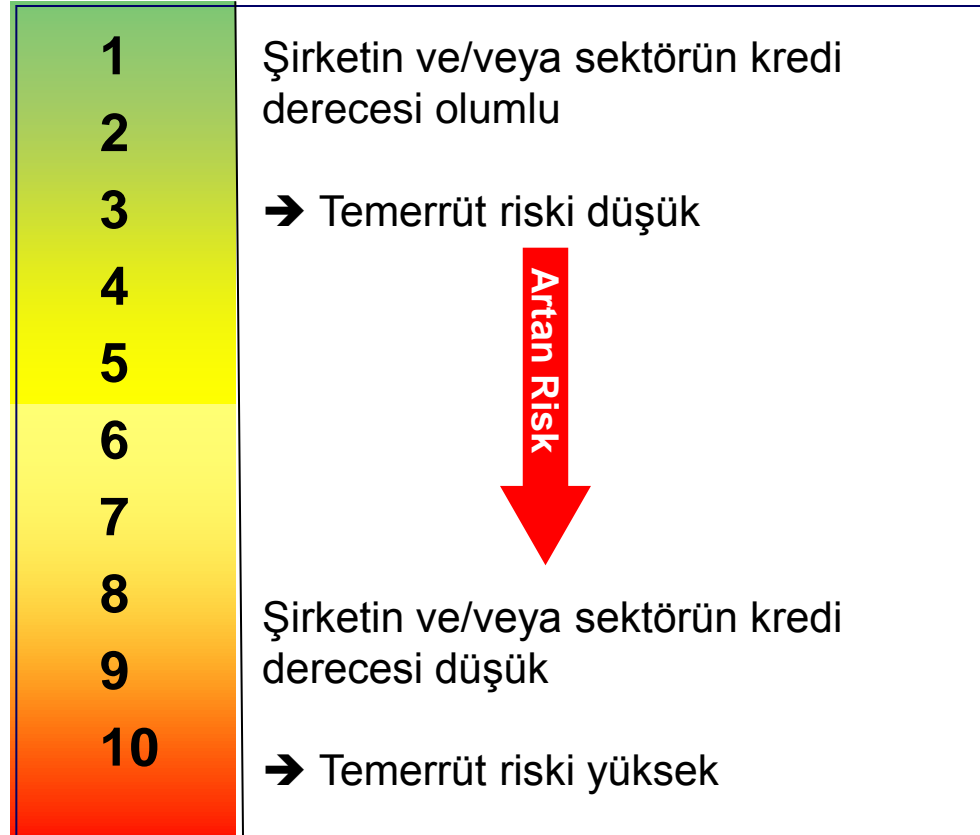 1
2
3
4
5
6
7
8
9
10
Şirketin ve/veya sektörün kredi
derecesi olumlu
➔ Temerrüt riski düşük
Artan Risk
Şirketin ve/veya sektörün kredi
derecesi düşük
➔ Temerrüt riski yüksek